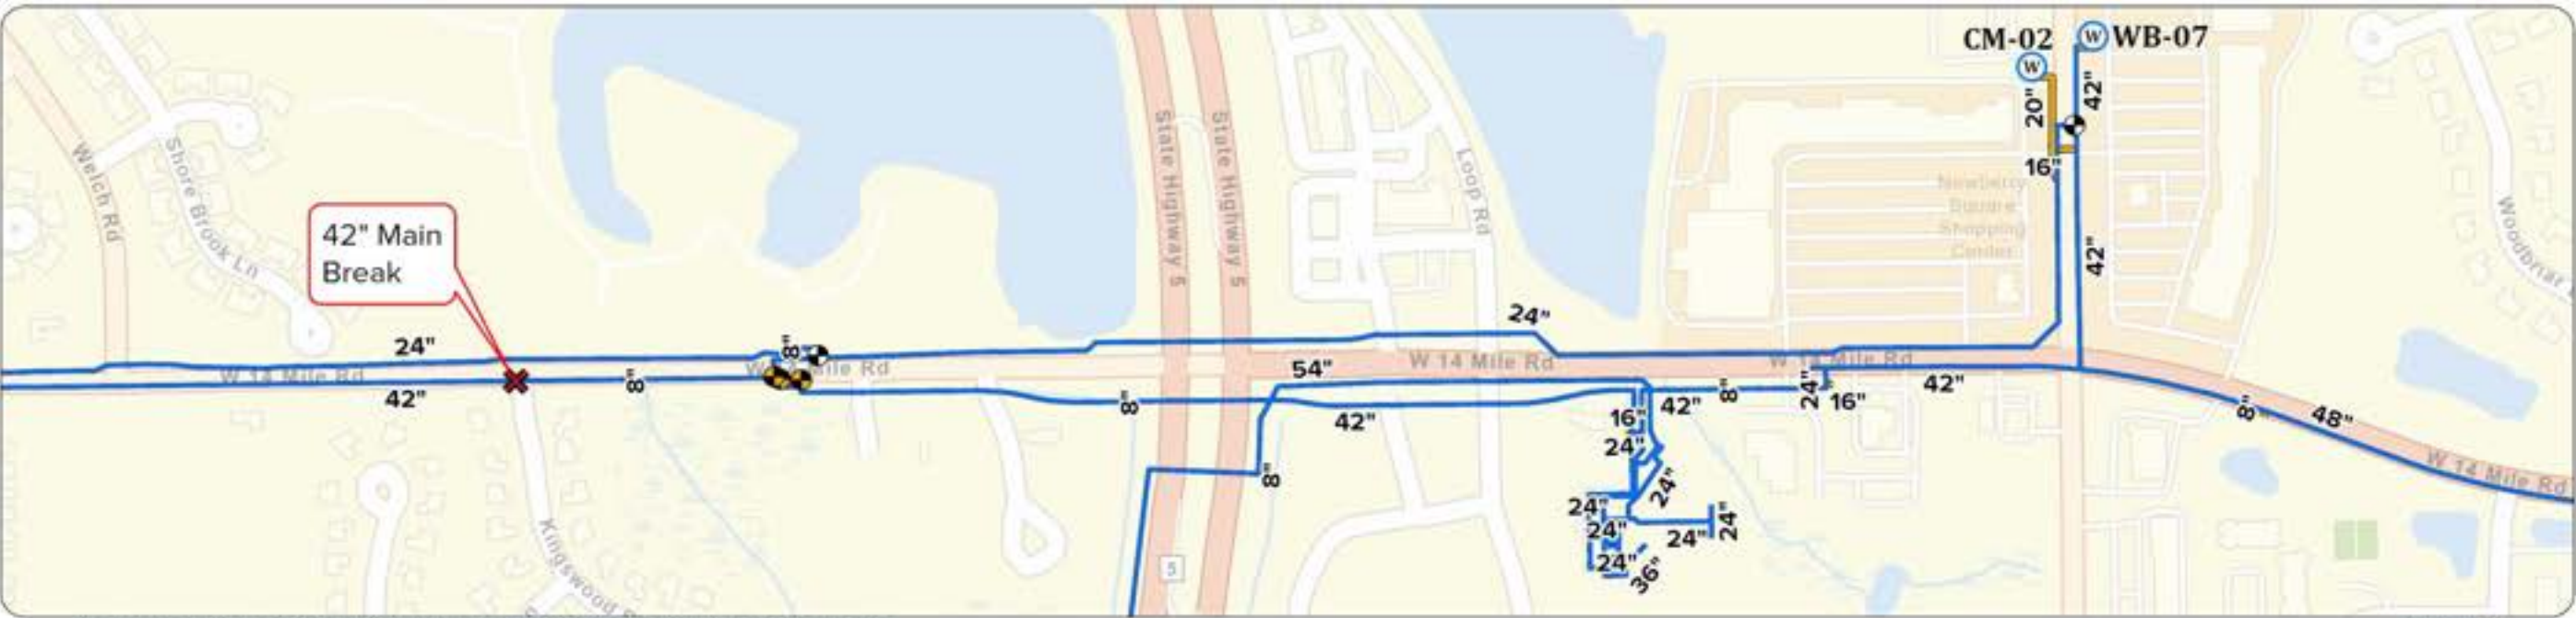 CM-02
W
W
WB-07
20"
42"
16"
42"
Welch Rd
Shore Brook Ln
State Highway 5
State Highway 5
Loop Rd
Newberry
Square
Shopping
Center
42" Main
Break
24"
W 14 Mile Rd
42"
8"
8"
Mile Rd
24"
54"
W 14 Mile Rd
W 14 Mile Rd
8"
42"
8"
16"
42"
8"
24"
16"
42"
24"
24"
24"
24"
24"
36"
24"
24"
8"
48"
W 14 Mile Rd
Kingswood
5